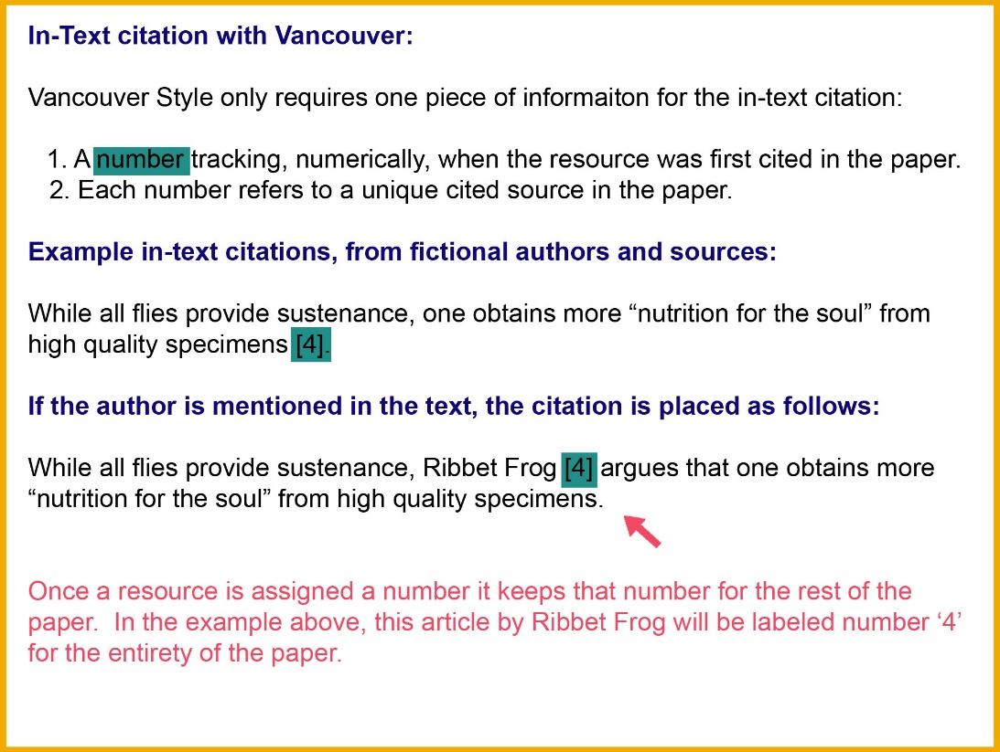 In-Text citation with Vancouver:
Vancouver Style only requires one piece of informaiton for the in-text citation:
1. A number tracking, numerically, when the resource was first cited in the paper.
2. Each number refers to a unique cited source in the paper.
Example in-text citations, from fictional authors and sources:
While all flies provide sustenance, one obtains more “nutrition for the soul” from
high quality specimens [4].
If the author is mentioned in the text, the citation is placed as follows:
While all flies provide sustenance, Ribbet Frog [4] argues that one obtains more
“nutrition for the soul” from high quality specimens.
Once a resource is assigned a number it keeps that number for the rest of the
paper.  In the example above, this article by Ribbet Frog will be labeled number ‘4’
for the entirety of the paper.